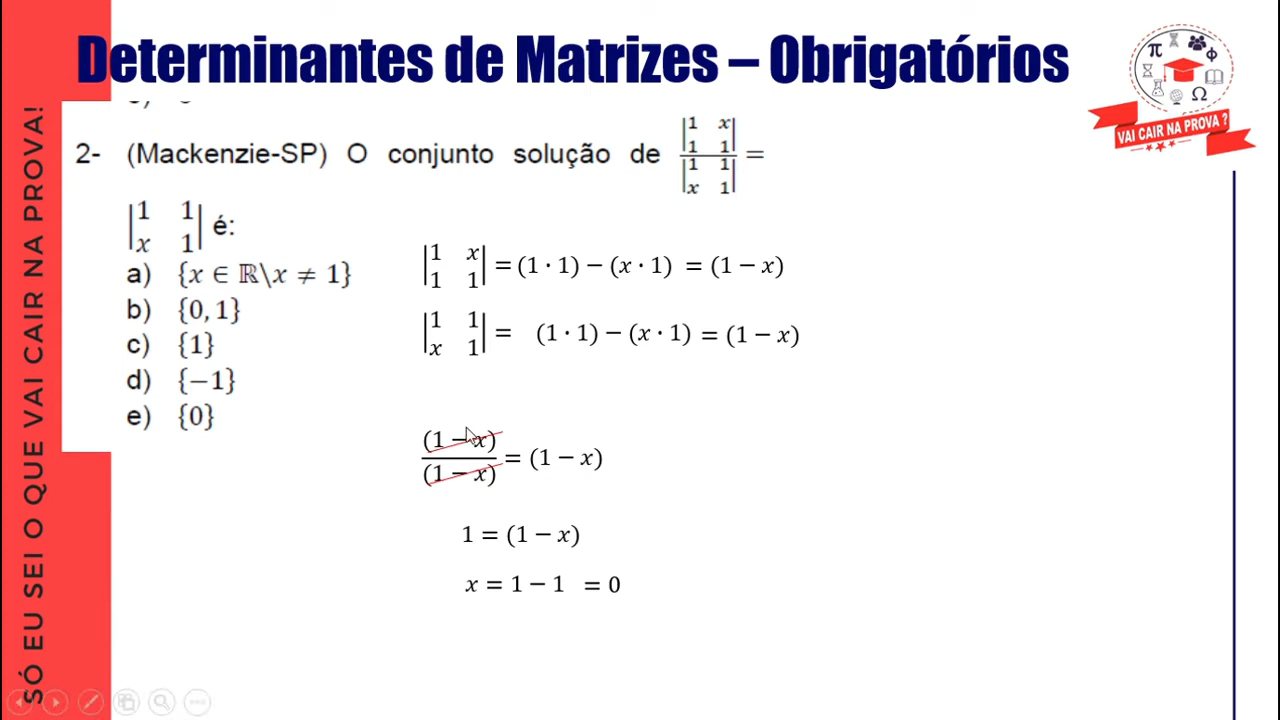 Determinantes de Matrizes – Obrigatórios
π
Φ
Ω
VAI CAIR NA PROVA ?
SÓ EU SEI O QUE VAI CAIR NA PROVA!
2- (Mackenzie-SP) O conjunto solução de |1 x|
|1 1|
|1 1|
|x 1| =
|1 1|
|x 1| é:
a) {x ∈ ℝ\x ≠ 1}
b) {0, 1}
c) {1}
d) {−1}
e) {0}
|1 x|
|1 1| = (1 · 1) − (x · 1) = (1 − x)
|1 1|
|x 1| = (1 · 1) − (x · 1) = (1 − x)
(1 − x)
(1 − x) = (1 − x)
1 = (1 − x)
x = 1 − 1 = 0